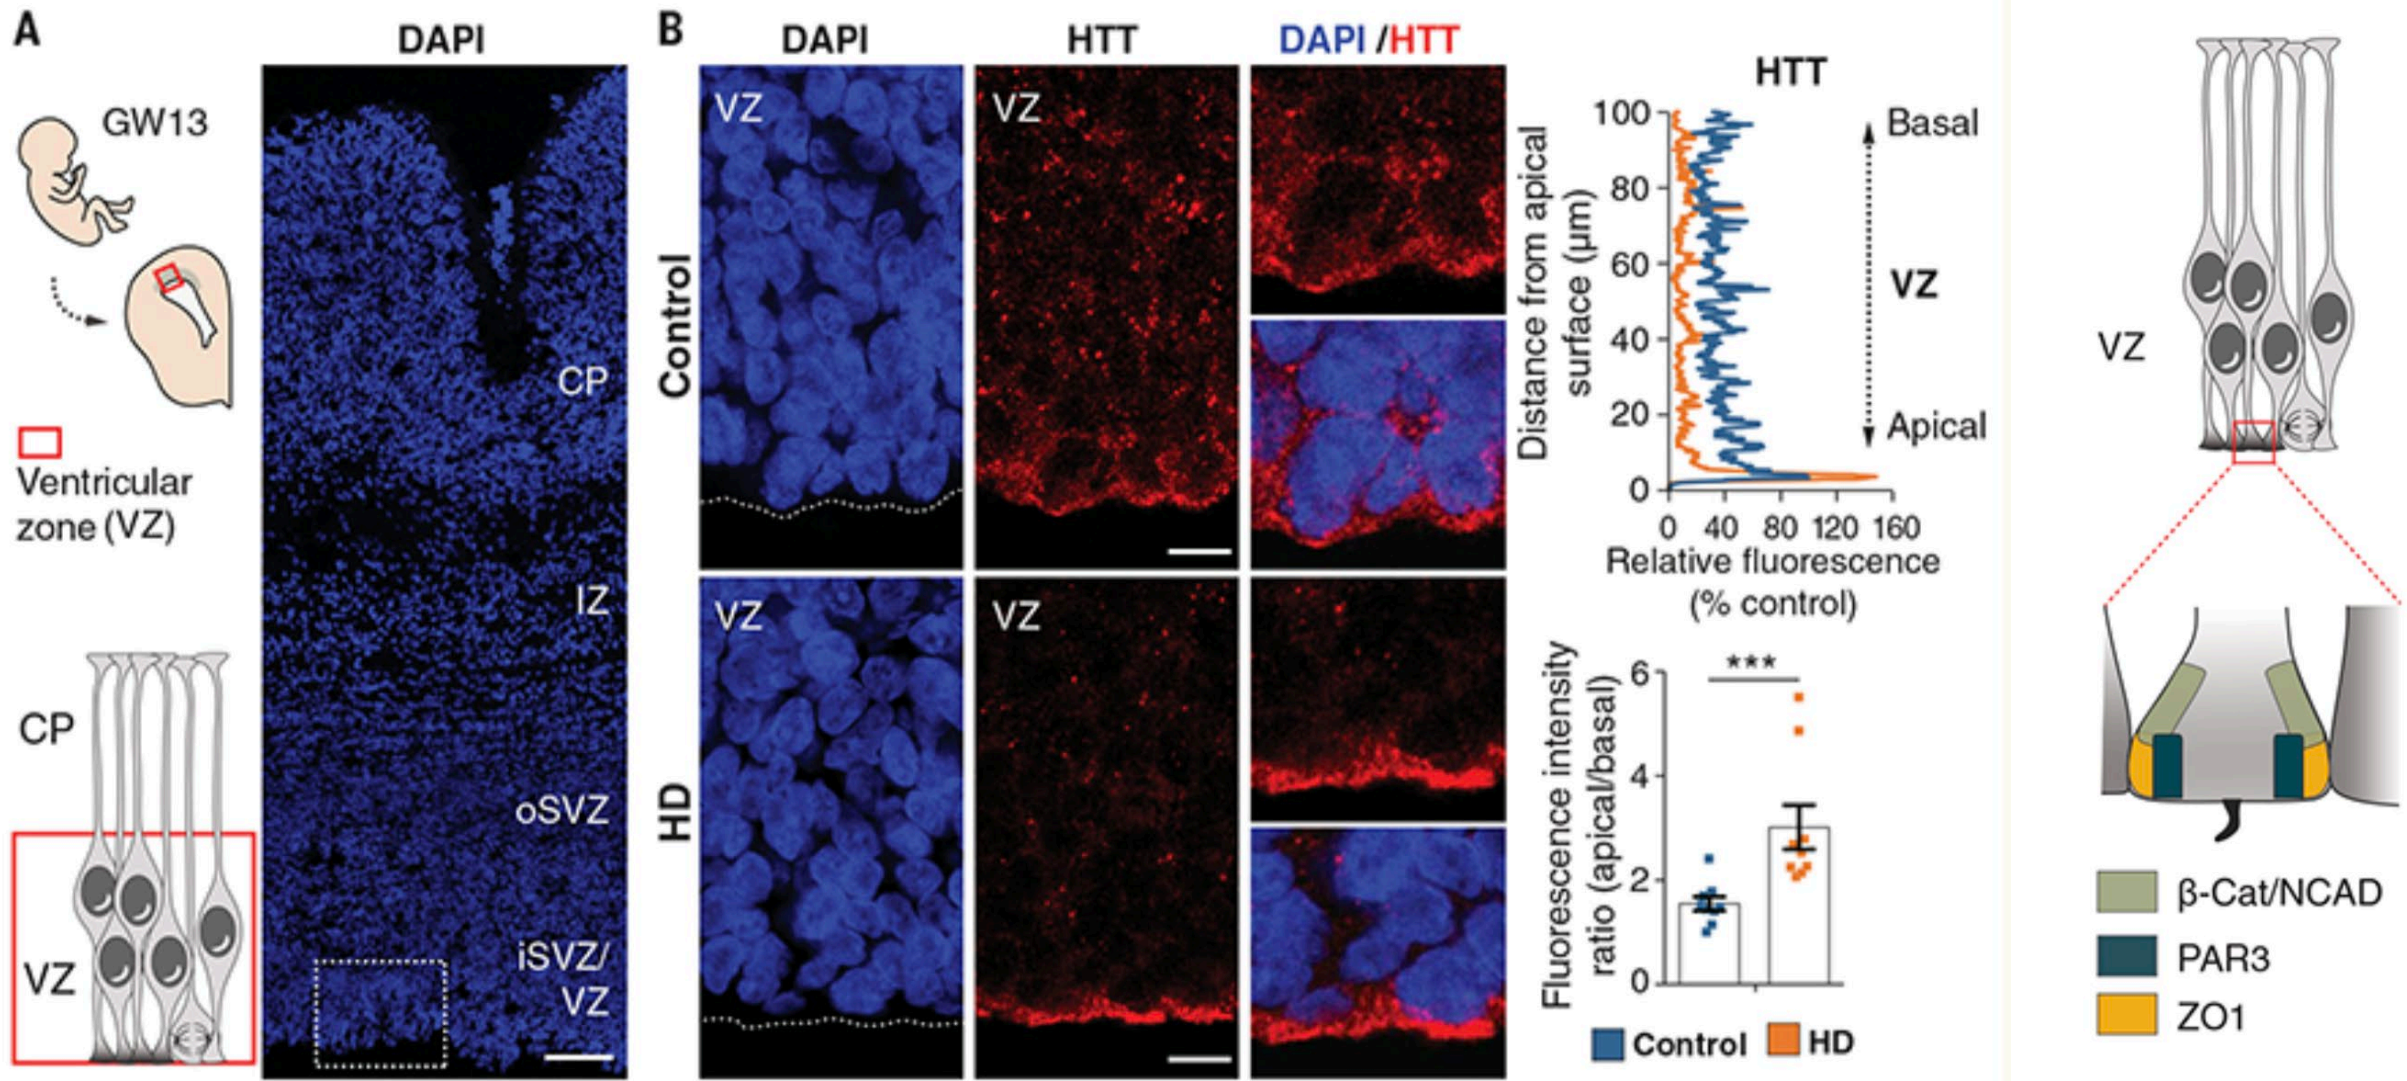 A
DAPI
GW13
Ventricular
zone (VZ)
CP
VZ
CP
IZ
oSVZ
iSVZ/
VZ
B
DAPI
HTT
DAPI /HTT
Control
VZ
VZ
HD
VZ
VZ
HTT
Distance from apical
surface (µm)
100
80
60
40
20
0
0 40 80 120 160
Relative fluorescence
(% control)
Basal
VZ
Apical
Fluorescence intensity
ratio (apical/basal)
6
4
2
0
***
Control
HD
VZ
β-Cat/NCAD
PAR3
ZO1